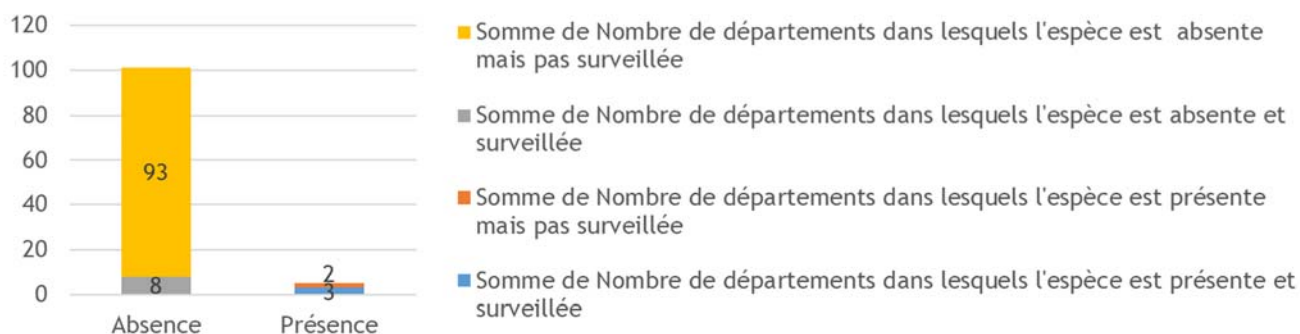 120
100
80
60
40
20
0
93
8
2
3
Absence
Présence
Somme de Nombre de départements dans lesquels l'espèce est  absente
mais pas surveillée
Somme de Nombre de départements dans lesquels l'espèce est absente et
surveillée
Somme de Nombre de départements dans lesquels l'espèce est présente
mais pas surveillée
Somme de Nombre de départements dans lesquels l'espèce est présente et
surveillée